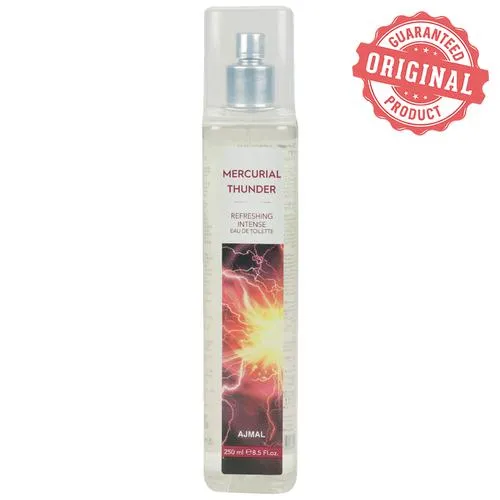 GUARANTEED
ORIGINAL
PRODUCT
MERCURIAL
THUNDER
REFRESHING
INTENSE
EAU DE TOILETTE
AJMAL
250 ml ℮8.5 Fl.oz.